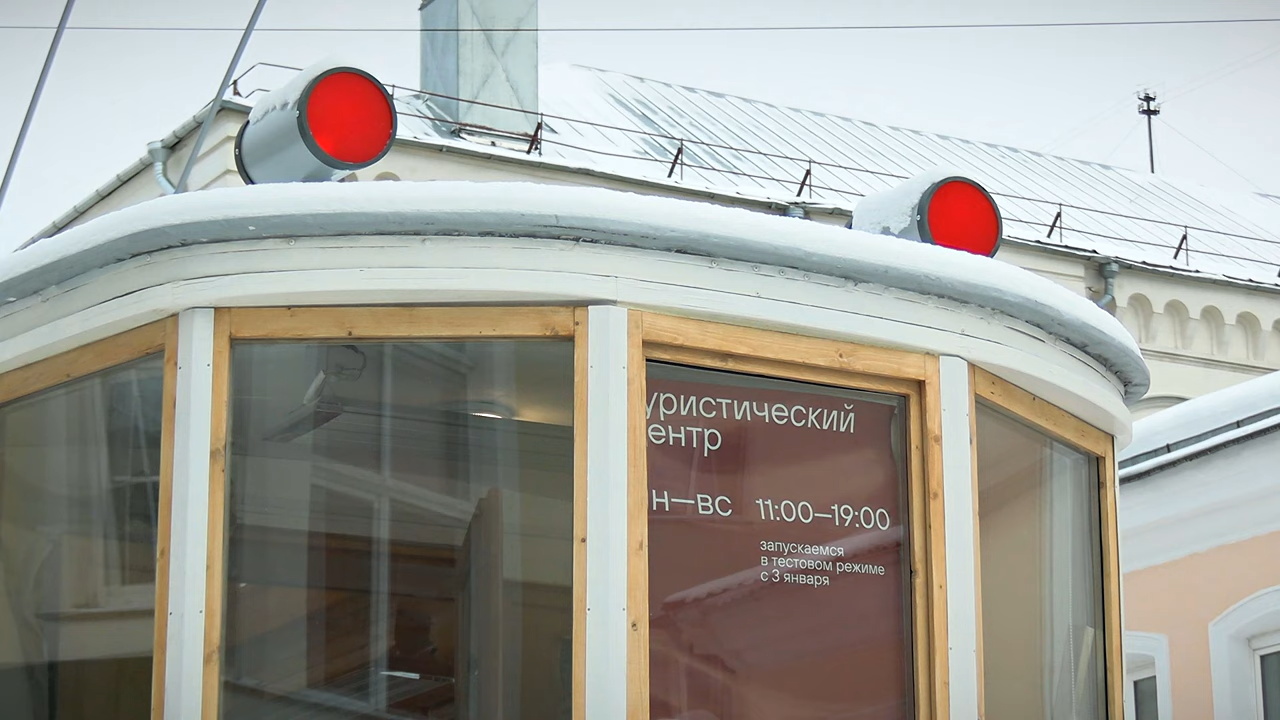 уристический
ентр
н—вс 11:00—19:00
запускаемся
в тестовом режиме
с 3 января